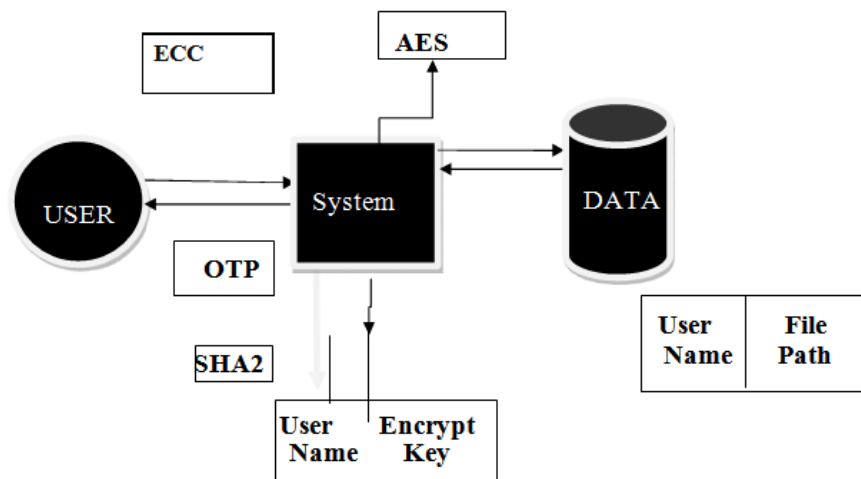 ECC
AES
USER
System
DATA
OTP
SHA2
User Name
File Path
User Name
Encrypt Key